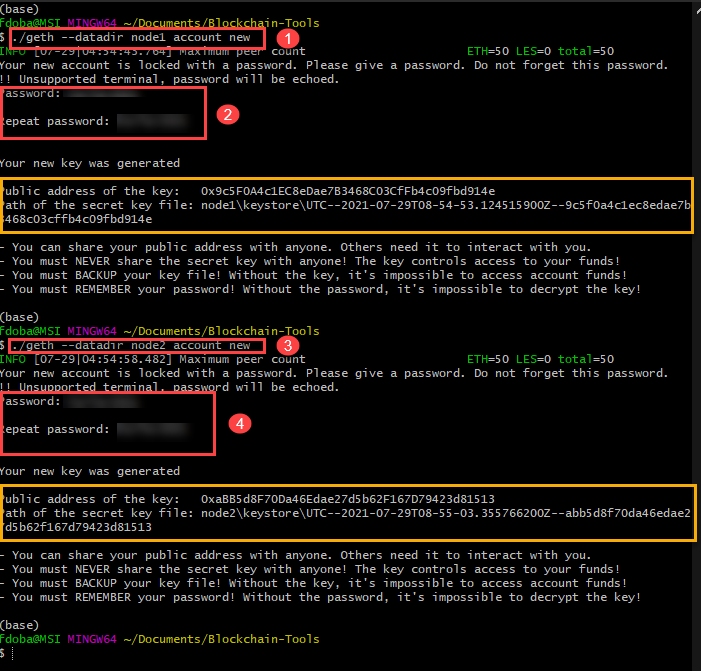 (base)
fdoba@MSI MINGW64 ~/Documents/Blockchain-Tools
$ ./geth --datadir node1 account new
1
INFO [07-29|04:54:45.764] Maximum peer count ETH=50 LES=0 total=50
Your new account is locked with a password. Please give a password. Do not forget this password.
!! Unsupported terminal, password will be echoed.
Password:
2
Repeat password:
Your new key was generated
Public address of the key: 0x9c5f0A4c1EC8eDae7B3468C03CfFb4c09fbd914e
Path of the secret key file: node1\keystore\UTC--2021-07-29T08-54-53.124515900Z--9c5f0a4c1ec8edae7b
3468c03cffb4c09fbd914e
- You can share your public address with anyone. Others need it to interact with you.
- You must NEVER share the secret key with anyone! The key controls access to your funds!
- You must BACKUP your key file! Without the key, it's impossible to access account funds!
- You must REMEMBER your password! Without the password, it's impossible to decrypt the key!
(base)
fdoba@MSI MINGW64 ~/Documents/Blockchain-Tools
$ ./geth --datadir node2 account new
3
INFO [07-29|04:54:58.482] Maximum peer count ETH=50 LES=0 total=50
Your new account is locked with a password. Please give a password. Do not forget this password.
!! Unsupported terminal, password will be echoed.
Password:
4
Repeat password:
Your new key was generated
Public address of the key: 0xaBB5d8F70Da46Edae27d5b62F167D79423d81513
Path of the secret key file: node2\keystore\UTC--2021-07-29T08-55-03.355766200Z--abb5d8f70da46edae2
7d5b62f167d79423d81513
- You can share your public address with anyone. Others need it to interact with you.
- You must NEVER share the secret key with anyone! The key controls access to your funds!
- You must BACKUP your key file! Without the key, it's impossible to access account funds!
- You must REMEMBER your password! Without the password, it's impossible to decrypt the key!
(base)
fdoba@MSI MINGW64 ~/Documents/Blockchain-Tools
$